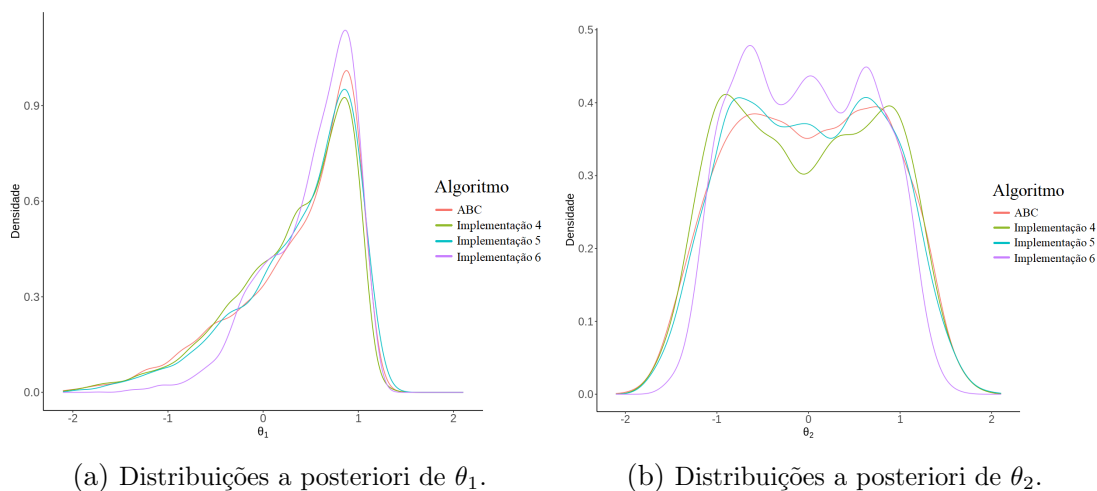 0.9
0.6
0.3
0.0
Densidade
-2 -1 0 1 2
θ1
Algoritmo
ABC
Implementação 4
Implementação 5
Implementação 6
0.5
0.4
0.3
0.2
0.1
0.0
Densidade
-2 -1 0 1 2
θ2
Algoritmo
ABC
Implementação 4
Implementação 5
Implementação 6
(a) Distribuições a posteriori de θ1.
(b) Distribuições a posteriori de θ2.